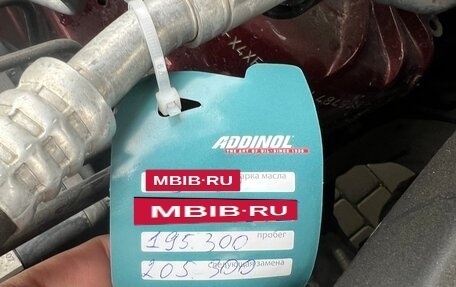 ADDINOL
THE ART OF OIL. SINCE 1936
арка масла
MBIB·RU
MBIB·RU
195.300 пробег
205.300
следующая замена